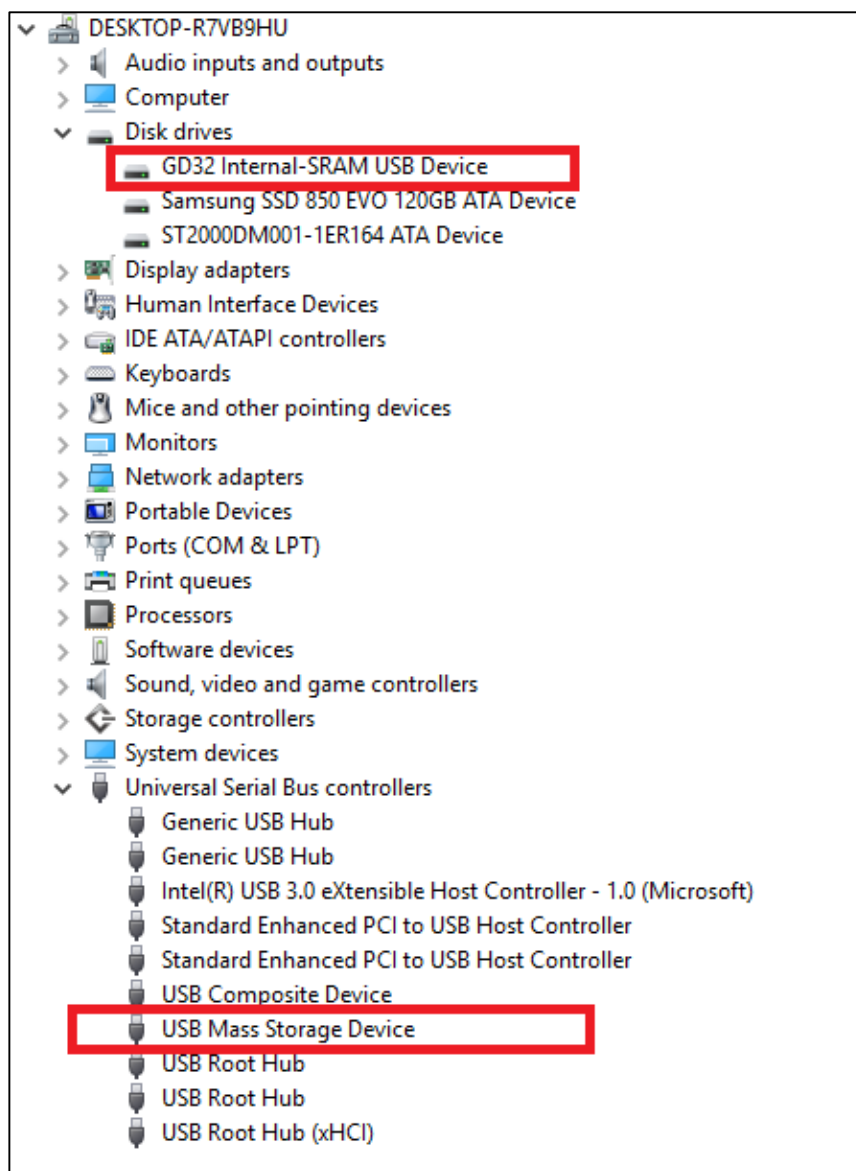 DESKTOP-R7VB9HU
Audio inputs and outputs
Computer
Disk drives
GD32 Internal-SRAM USB Device
Samsung SSD 850 EVO 120GB ATA Device
ST2000DM001-1ER164 ATA Device
Display adapters
Human Interface Devices
IDE ATA/ATAPI controllers
Keyboards
Mice and other pointing devices
Monitors
Network adapters
Portable Devices
Ports (COM & LPT)
Print queues
Processors
Software devices
Sound, video and game controllers
Storage controllers
System devices
Universal Serial Bus controllers
Generic USB Hub
Generic USB Hub
Intel(R) USB 3.0 eXtensible Host Controller - 1.0 (Microsoft)
Standard Enhanced PCI to USB Host Controller
Standard Enhanced PCI to USB Host Controller
USB Composite Device
USB Mass Storage Device
USB Root Hub
USB Root Hub
USB Root Hub (xHCI)